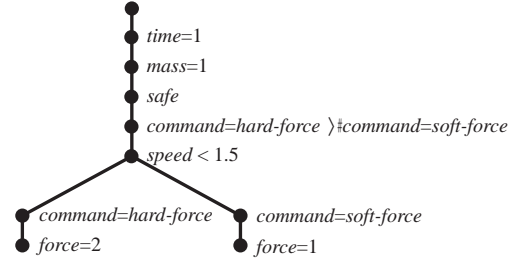 time=1
mass=1
safe
command=hard-force ⟩#command=soft-force
speed < 1.5
command=hard-force command=soft-force
force=2 force=1